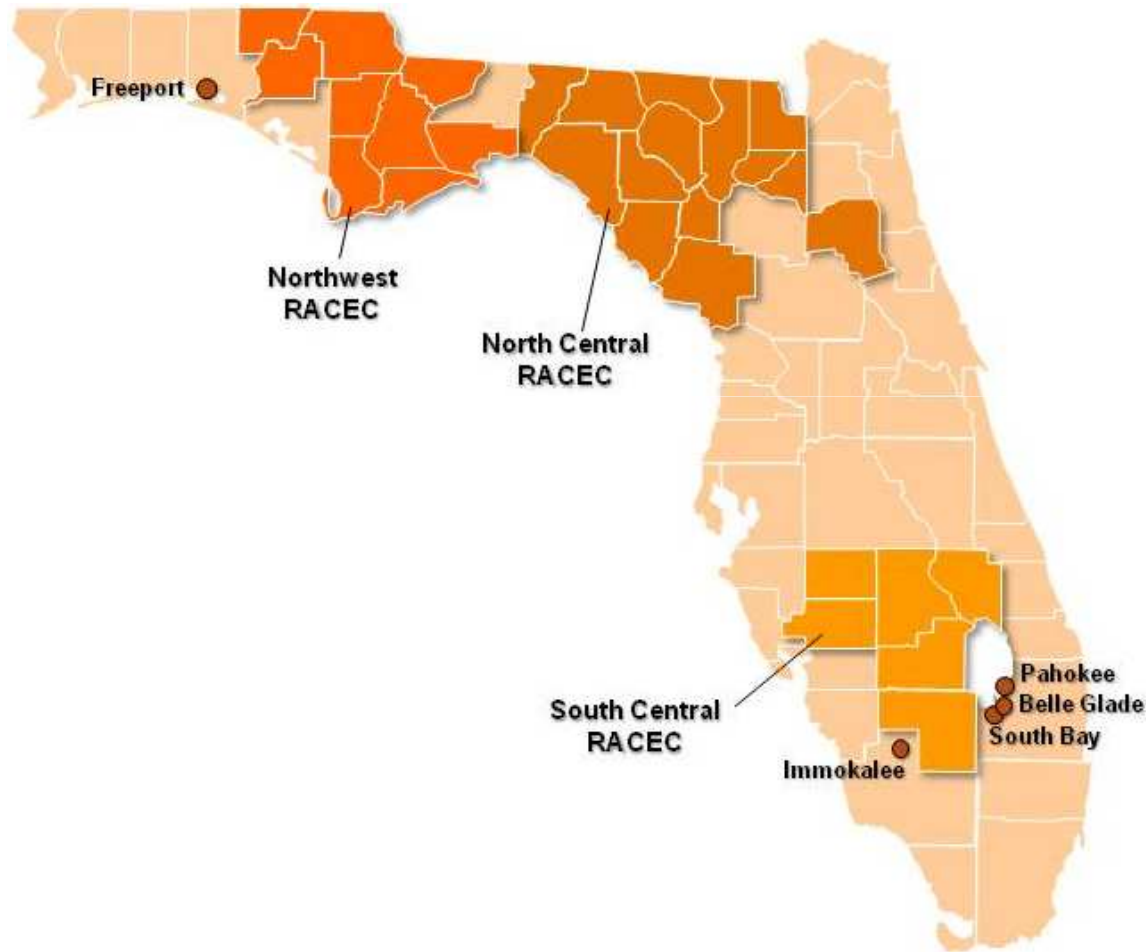 Freeport
Northwest
RACEC
North Central
RACEC
Pahokee
Belle Glade
South Central
RACEC
South Bay
Immokalee